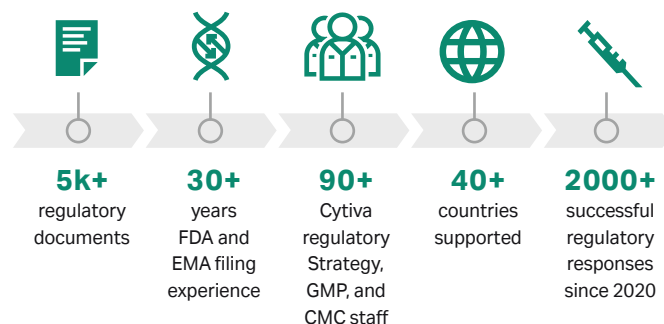 5k+
regulatory
documents
30+
years
FDA and
EMA filing
experience
90+
Cytiva
regulatory
Strategy,
GMP, and
CMC staff
40+
countries
supported
2000+
successful
regulatory
responses
since 2020